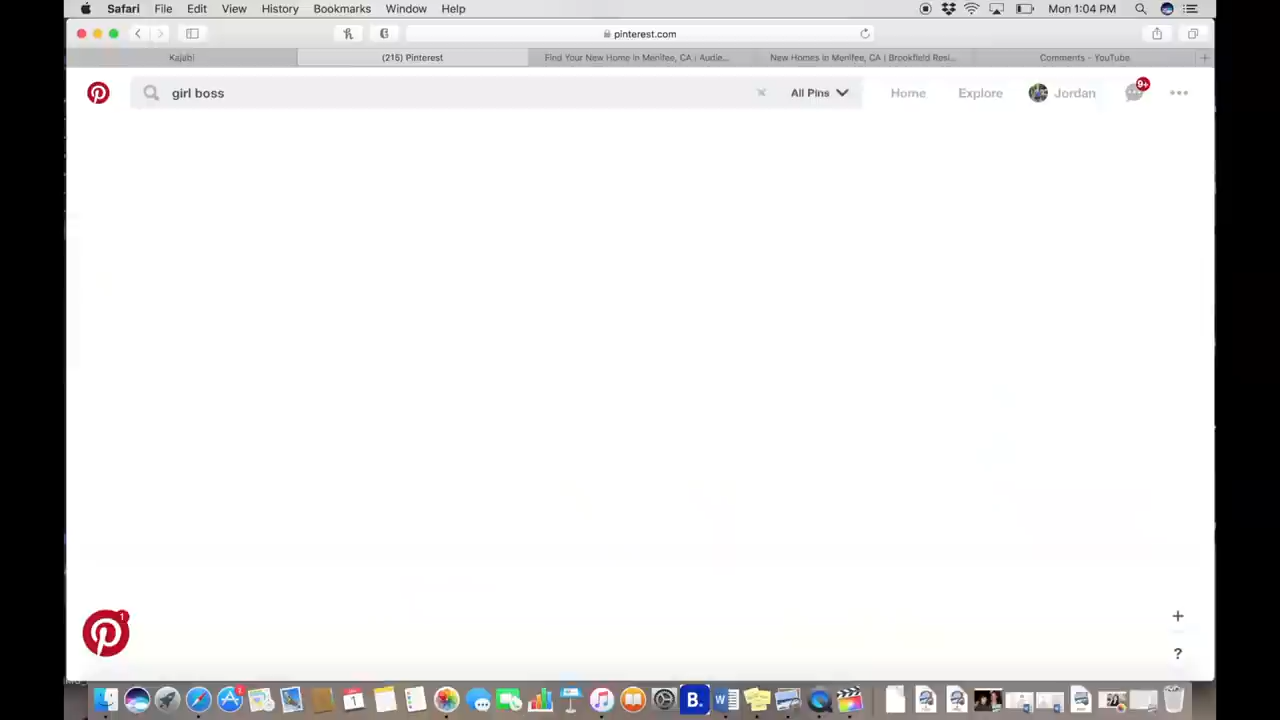 Safari File Edit View History Bookmarks Window Help Mon 1:04 PM
pinterest.com
Kajabi (215) Pinterest Find Your New Home in Menifee, CA | Audie... New Homes in Menifee, CA | Brookfield Resi... Comments - YouTube
girl boss All Pins Home Explore Jordan 9+
1
+
?
1 B.